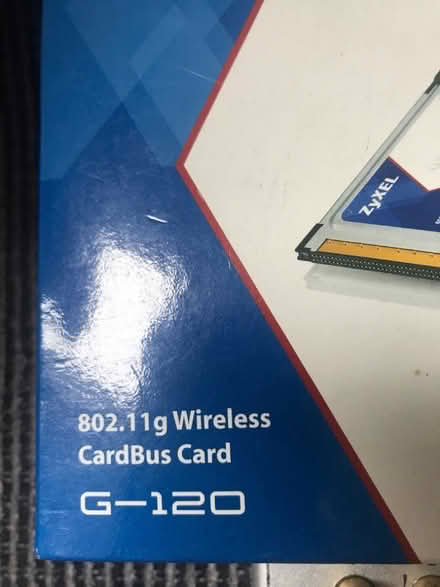 ZyXEL
802.11g Wireless
CardBus Card
G-120